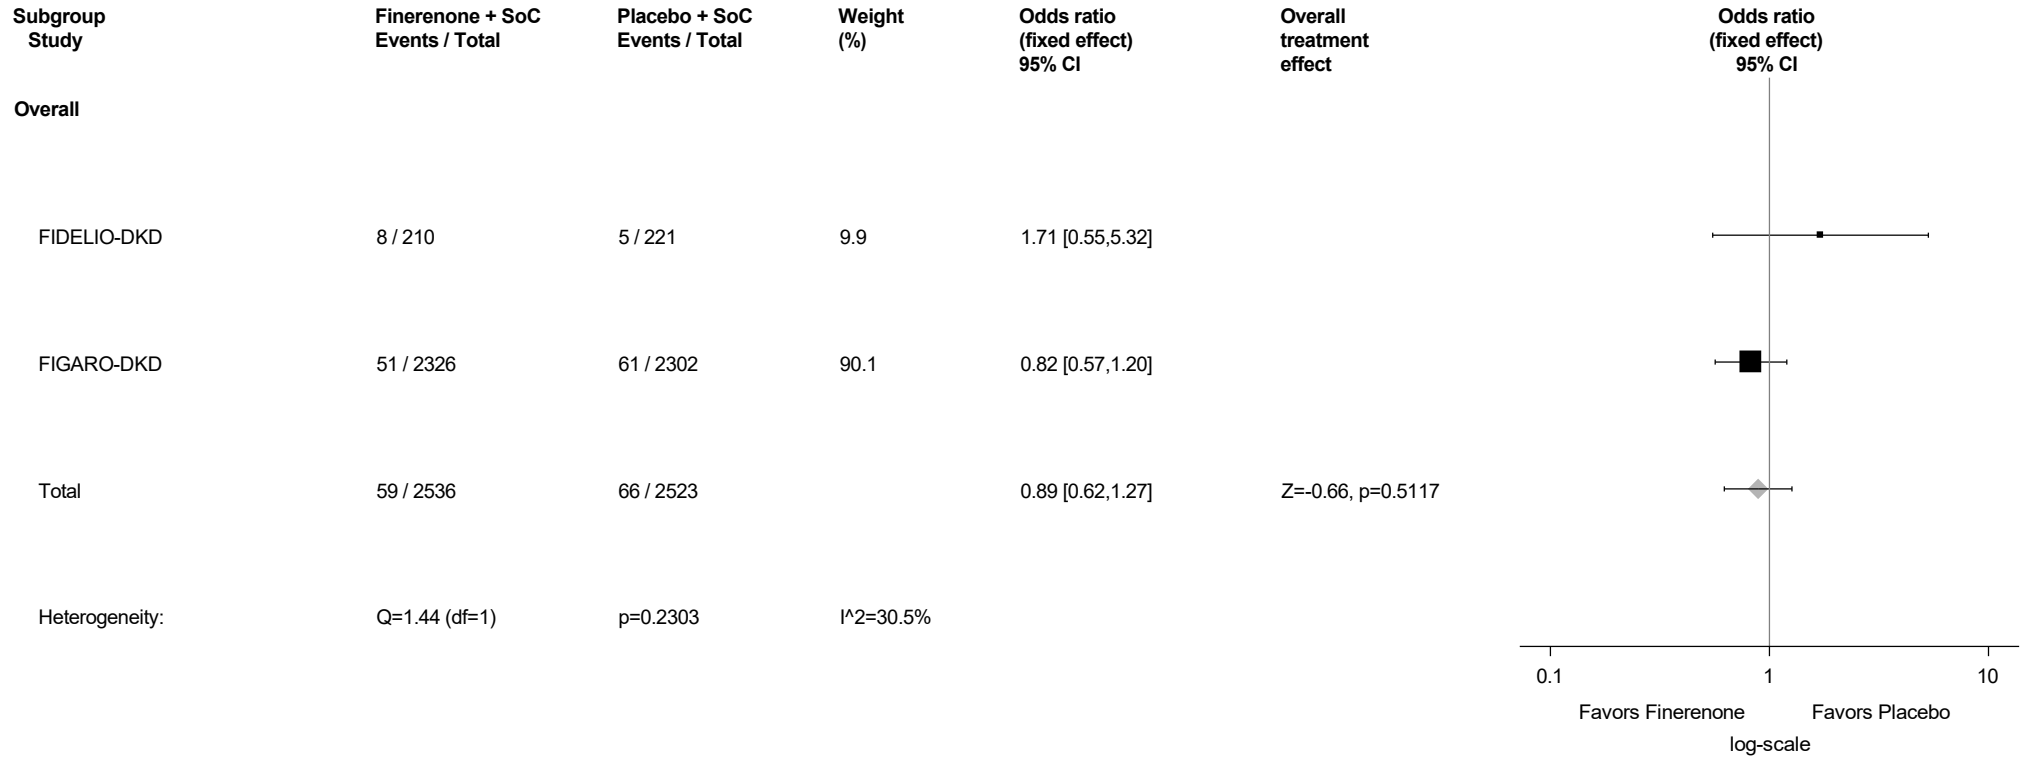 Subgroup Finerenone + SoC Placebo + SoC Weight Odds ratio Overall Odds ratio
Study Events / Total Events / Total (%) (fixed effect) treatment (fixed effect)
95% CI effect 95% CI
Overall
FIDELIO-DKD 8 / 210 5 / 221 9.9 1.71 [0.55,5.32]
FIGARO-DKD 51 / 2326 61 / 2302 90.1 0.82 [0.57,1.20]
Total 59 / 2536 66 / 2523 0.89 [0.62,1.27] Z=-0.66, p=0.5117
Heterogeneity: Q=1.44 (df=1) p=0.2303 I^2=30.5%
0.1 1 10
Favors Finerenone Favors Placebo
log-scale